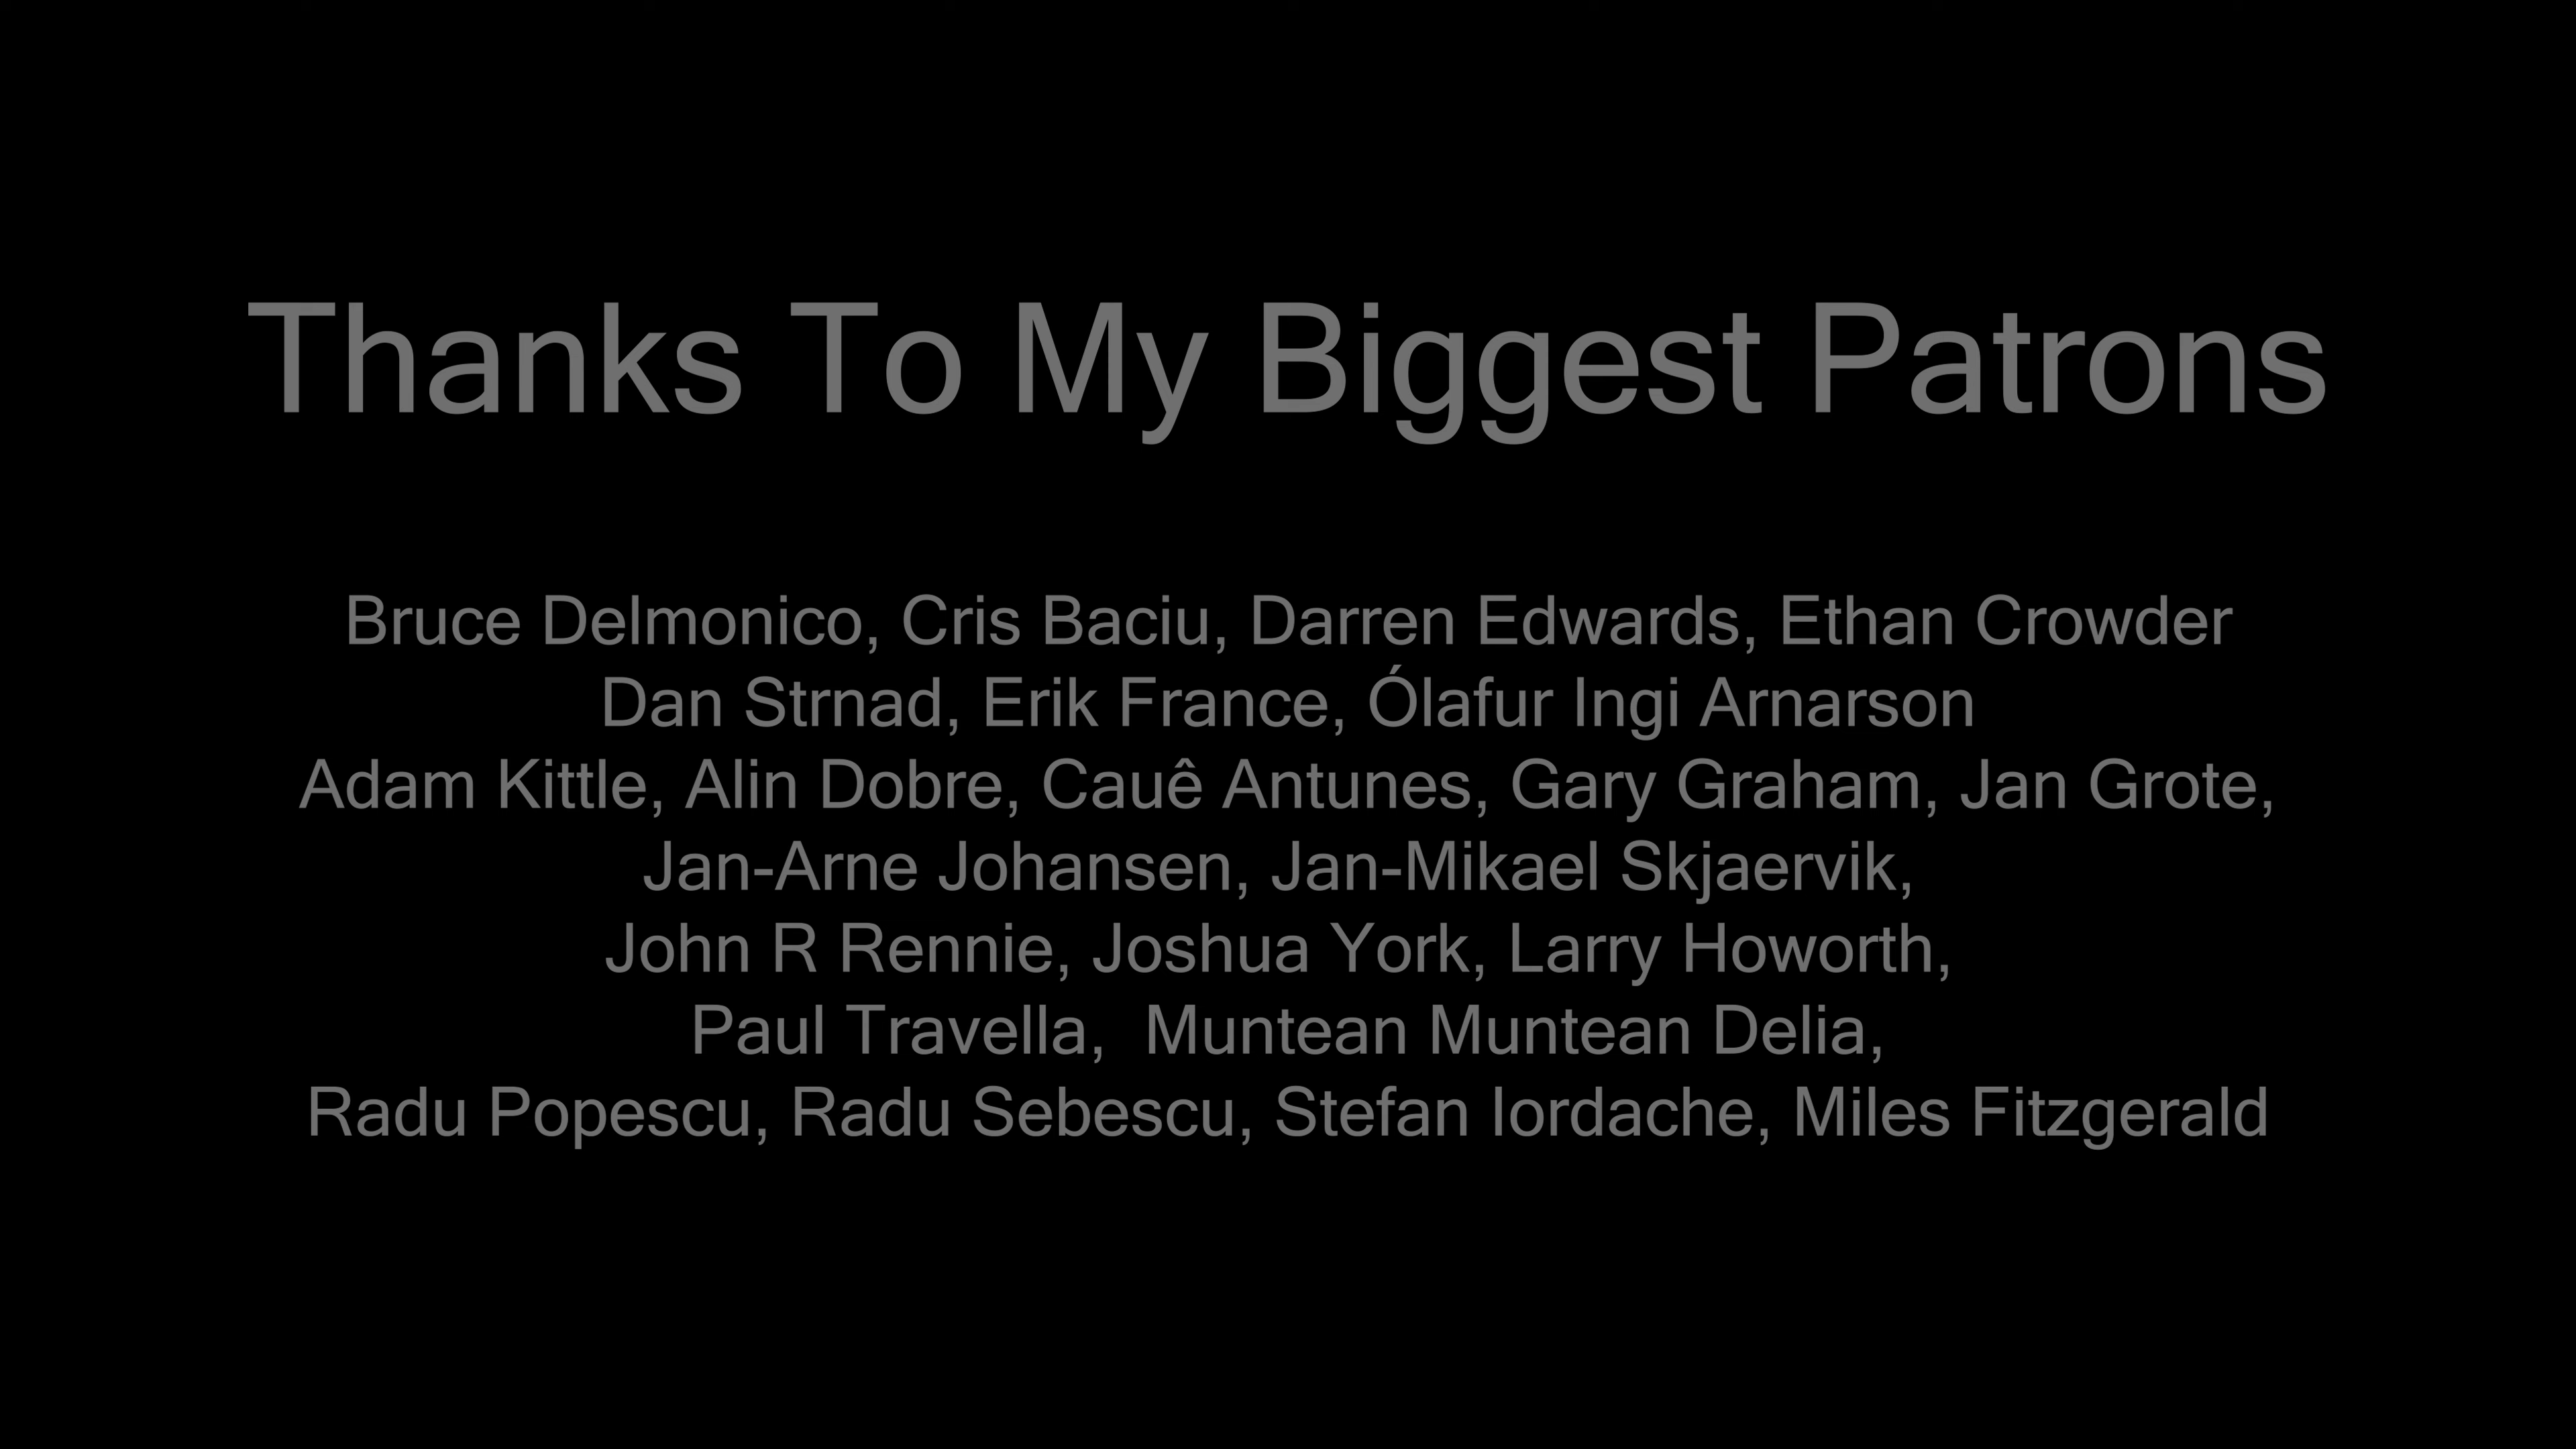 Thanks To My Biggest Patrons
Bruce Delmonico, Cris Baciu, Darren Edwards, Ethan Crowder
Dan Strnad, Erik France, Ólafur Ingi Arnarson
Adam Kittle, Alin Dobre, Cauê Antunes, Gary Graham, Jan Grote,
Jan-Arne Johansen, Jan-Mikael Skjaervik,
John R Rennie, Joshua York, Larry Howorth,
Paul Travella,  Muntean Muntean Delia,
Radu Popescu, Radu Sebescu, Stefan Iordache, Miles Fitzgerald